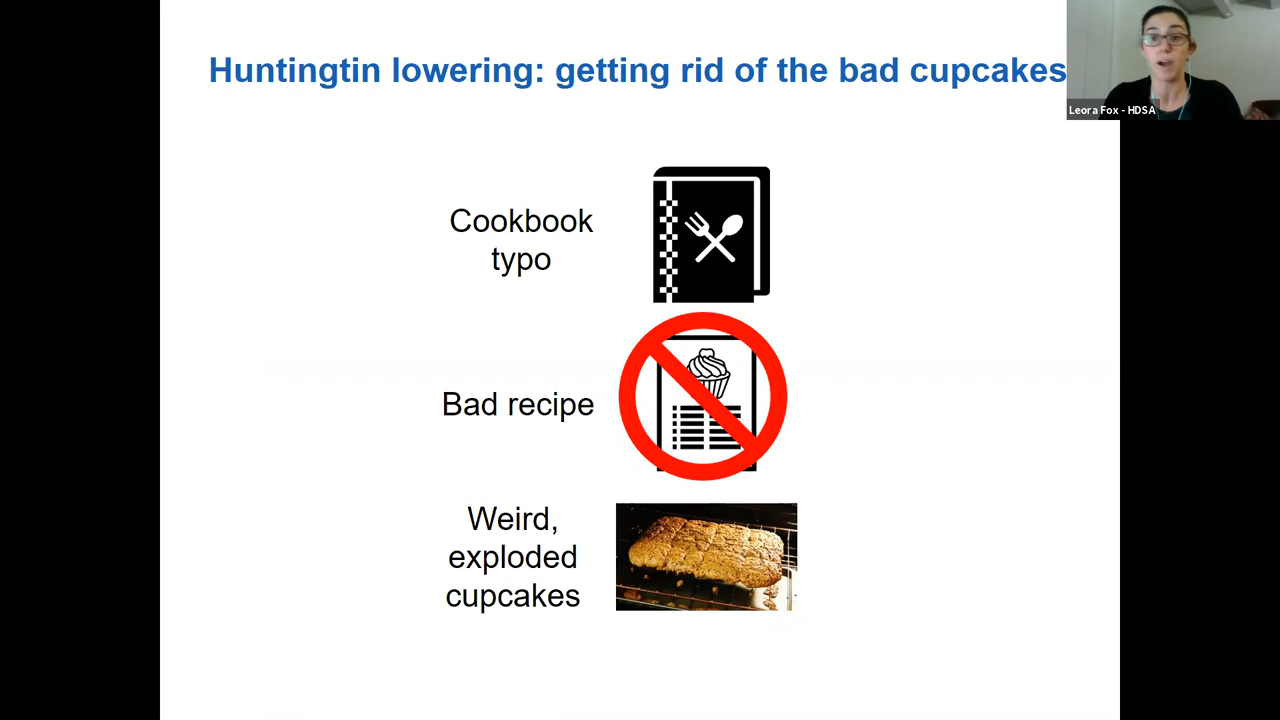 Huntingtin lowering: getting rid of the bad cupcakes
Leora Fox - HDSA
Cookbook
typo
Bad recipe
Weird,
exploded
cupcakes